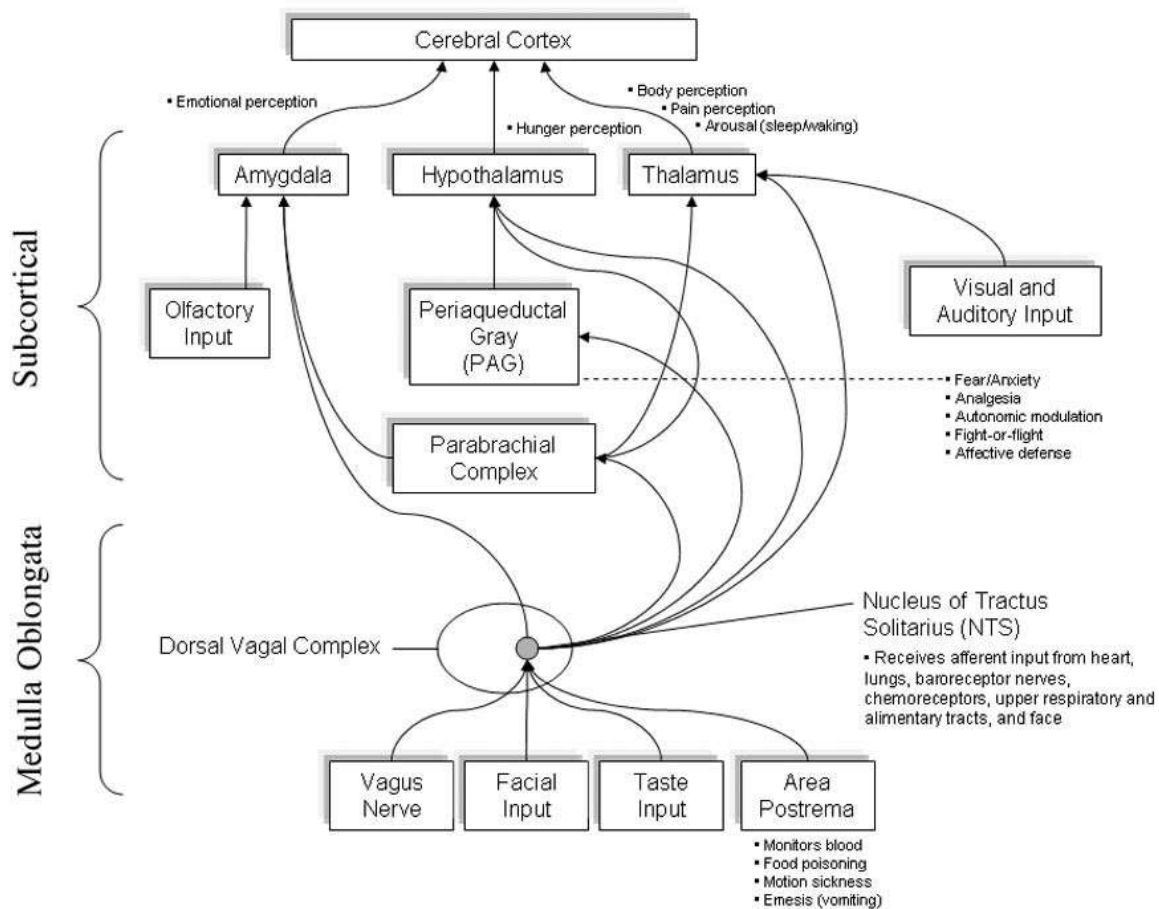 Cerebral Cortex
▪ Emotional perception
▪ Body perception
▪ Pain perception
▪ Arousal (sleep/waking)
▪ Hunger perception
Amygdala
Hypothalamus
Thalamus
Subcortical
Olfactory
Input
Periaqueductal
Gray
(PAG)
Visual and
Auditory Input
▪ Fear/Anxiety
▪ Analgesia
▪ Autonomic modulation
▪ Fight-or-flight
▪ Affective defense
Parabrachial
Complex
Medulla Oblongata
Dorsal Vagal Complex
Nucleus of Tractus
Solitarius (NTS)
▪ Receives afferent input from heart,
lungs, baroreceptor nerves,
chemoreceptors, upper respiratory and
alimentary tracts, and face
Vagus
Nerve
Facial
Input
Taste
Input
Area
Postrema
▪ Monitors blood
▪ Food poisoning
▪ Motion sickness
▪ Emesis (vomiting)